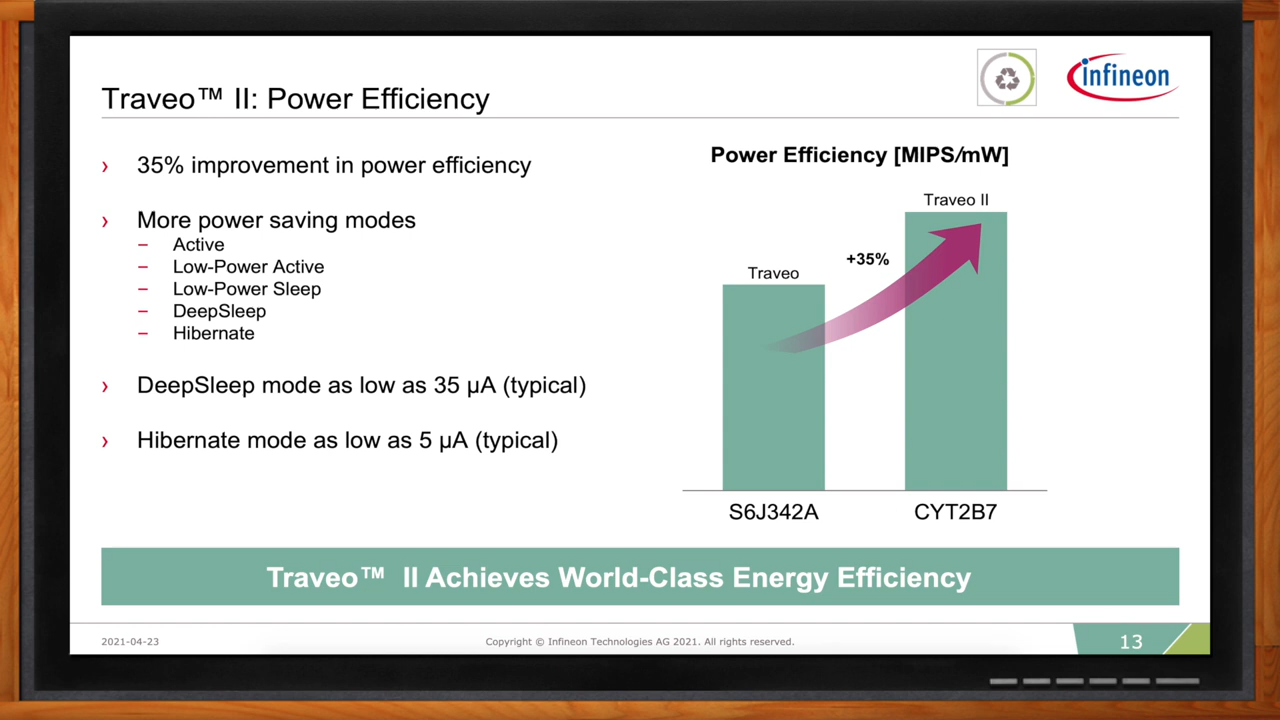 infineon
Traveo™ II: Power Efficiency
› 35% improvement in power efficiency
› More power saving modes
– Active
– Low-Power Active
– Low-Power Sleep
– DeepSleep
– Hibernate
› DeepSleep mode as low as 35 µA (typical)
› Hibernate mode as low as 5 µA (typical)
Power Efficiency [MIPS/mW]
Traveo II
+35%
Traveo
S6J342A
CYT2B7
Traveo™ II Achieves World-Class Energy Efficiency
2021-04-23
Copyright © Infineon Technologies AG 2021. All rights reserved.
13